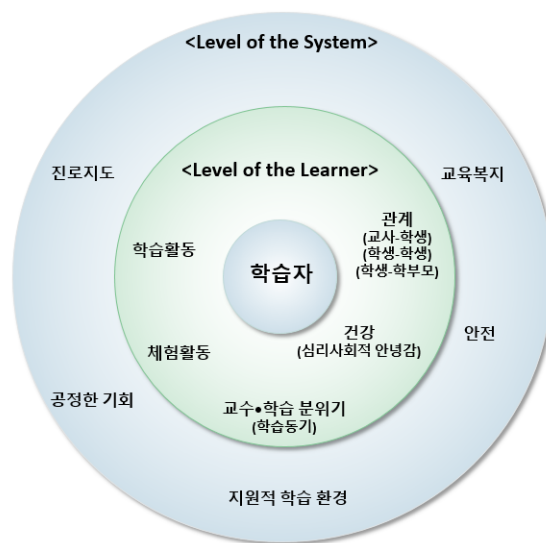 <Level of the System>
진로지도
교육복지
<Level of the Learner>
관계
(교사-학생)
(학생-학생)
(학생-학부모)
학습활동
학습자
건강
(심리사회적 안녕감)
안전
체험활동
공정한 기회
교수•학습 분위기
(학습동기)
지원적 학습 환경